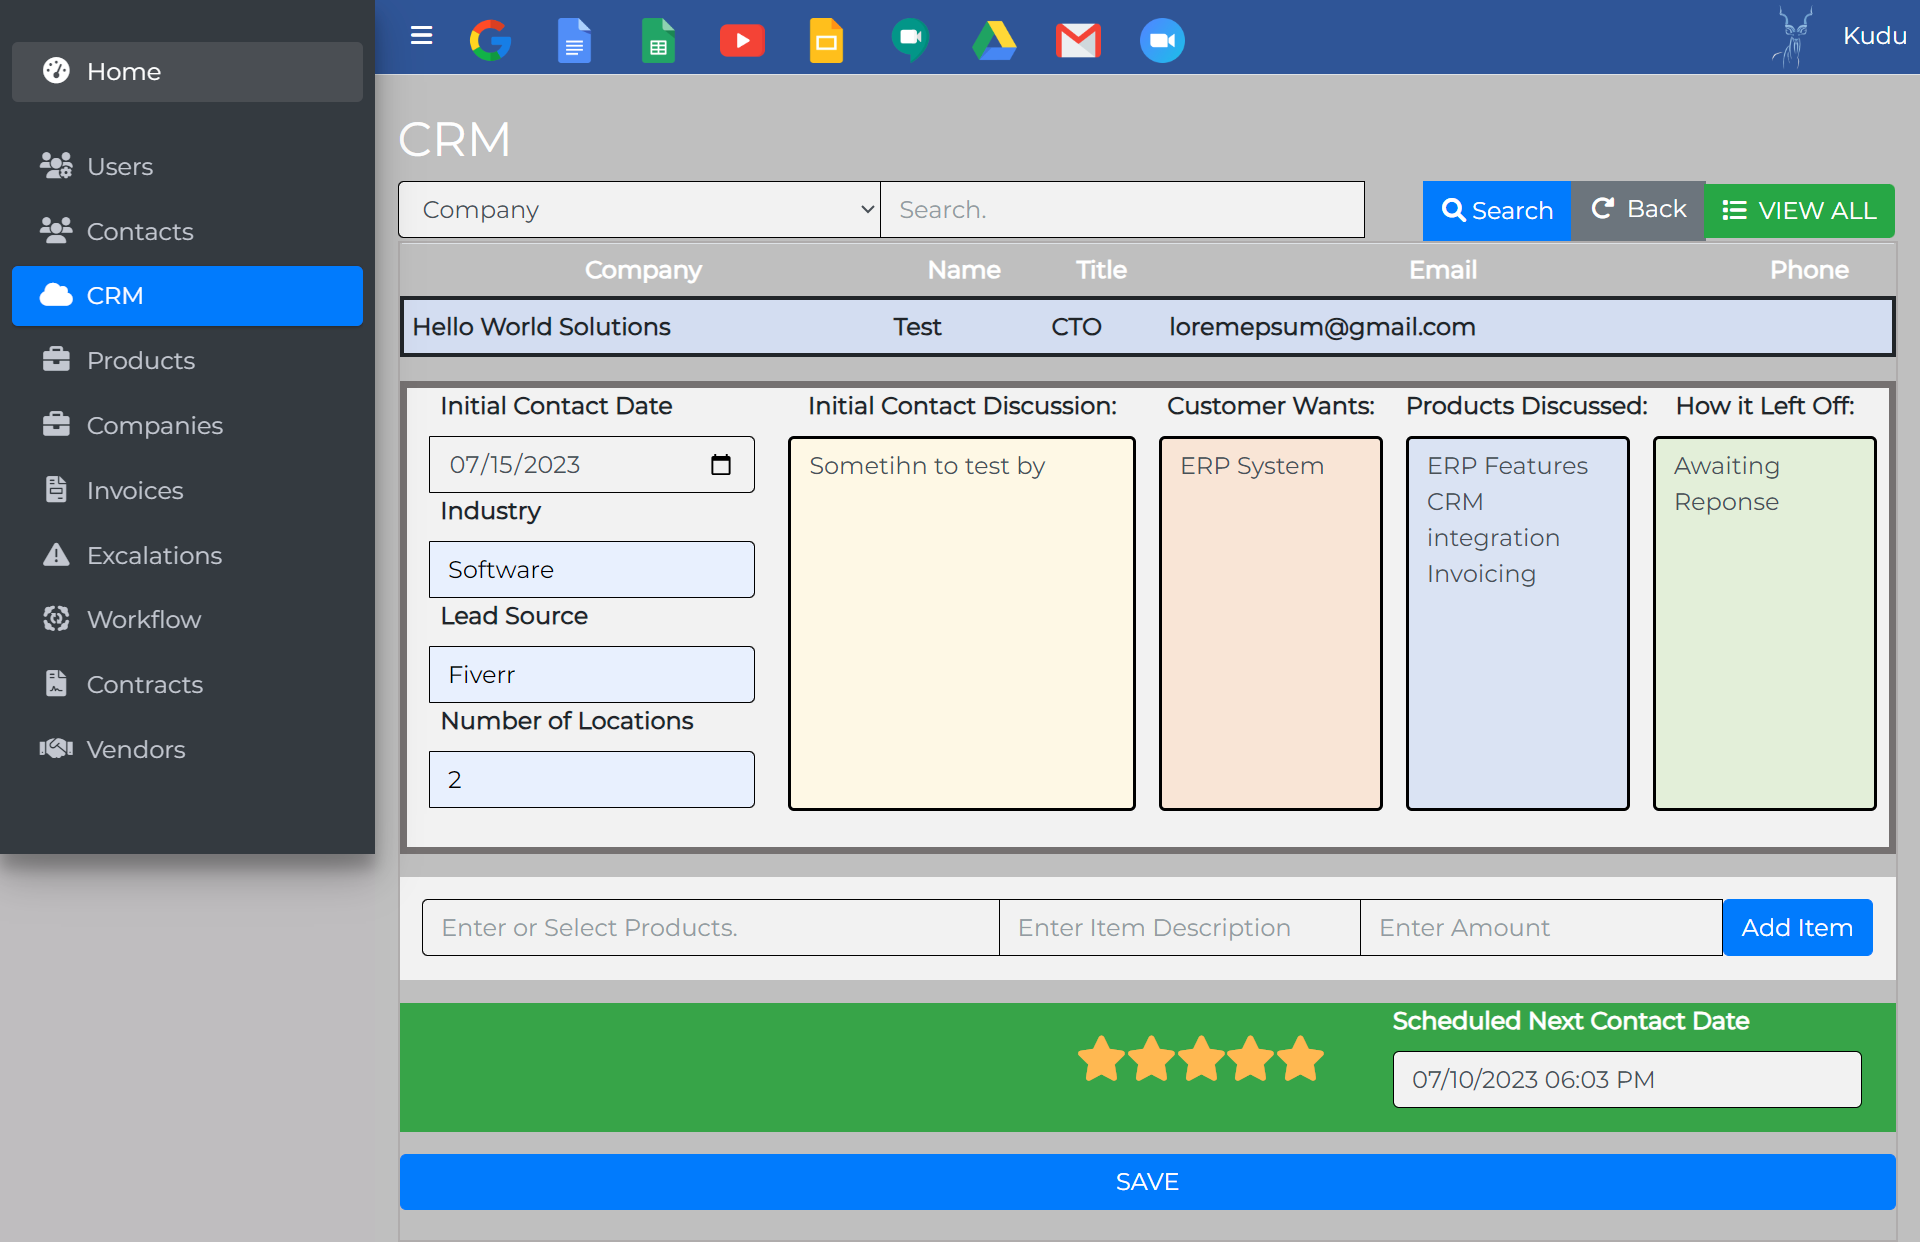 Kudu
Home
Users
Contacts
CRM
Products
Companies
Invoices
Excalations
Workflow
Contracts
Vendors
CRM
Company Search. Search Back VIEW ALL
Company Name Title Email Phone
Hello World Solutions Test CTO loremepsum@gmail.com
Initial Contact Date
07/15/2023
Industry
Software
Lead Source
Fiverr
Number of Locations
2
Initial Contact Discussion:
Sometihn to test by
Customer Wants:
ERP System
Products Discussed:
ERP Features
CRM
integration
Invoicing
How it Left Off:
Awaiting
Reponse
Enter or Select Products. Enter Item Description Enter Amount Add Item
Scheduled Next Contact Date
07/10/2023 06:03 PM
SAVE